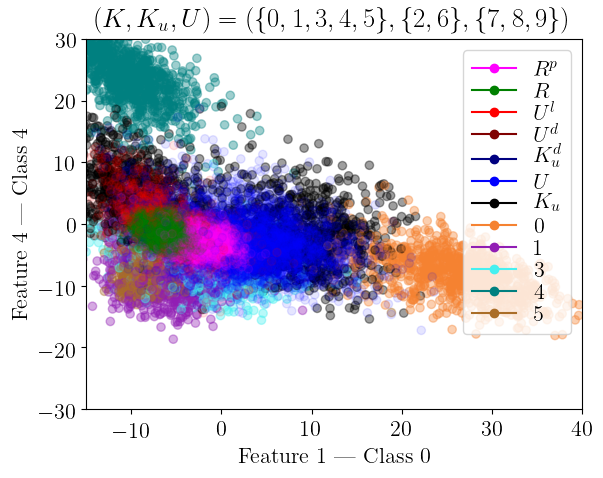 (K, K_u, U) = ({0, 1, 3, 4, 5}, {2, 6}, {7, 8, 9})
30
20
10
0
−10
−20
−30
Feature 4 — Class 4
R^p
R
U^l
U^d
K_u^d
U
K_u
0
1
3
4
5
−10
0
10
20
30
40
Feature 1 — Class 0